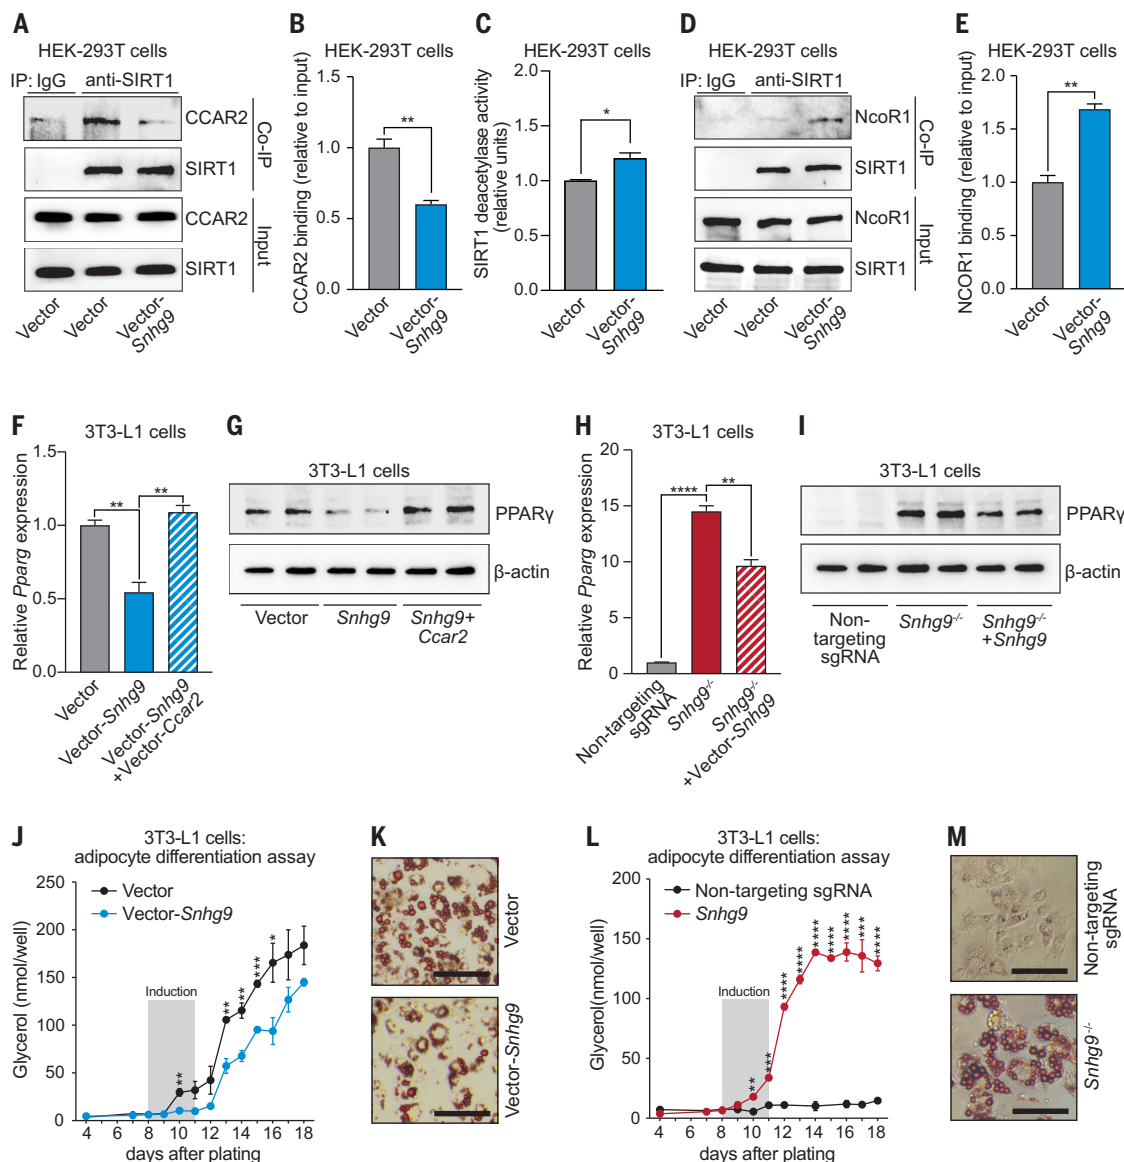 A
HEK-293T cells
IP: IgG anti-SIRT1
CCAR2
SIRT1
Co-IP
CCAR2
SIRT1
Input
Vector
Vector
Vector-
Snhg9
B
HEK-293T cells
CCAR2 binding (relative to input)
1.5
1.0
0.5
0.0
**
Vector
Vector-
Snhg9
C
HEK-293T cells
SIRT1 deacetylase activity
(relative units)
2.0
1.5
1.0
0.5
0.0
*
Vector
Vector-
Snhg9
D
HEK-293T cells
IP: IgG anti-SIRT1
NcoR1
SIRT1
Co-IP
NcoR1
SIRT1
Input
Vector
Vector
Vector-
Snhg9
E
HEK-293T cells
NCOR1 binding (relative to input)
2.0
1.5
1.0
0.5
0.0
**
Vector
Vector-
Snhg9
F
3T3-L1 cells
Relative Pparg expression
1.5
1.0
0.5
0.0
** **
Vector
Vector-Snhg9
Vector-Snhg9
+Vector-Ccar2
G
3T3-L1 cells
PPARγ
β-actin
Vector
Snhg9
Snhg9+
Ccar2
H
3T3-L1 cells
Relative Pparg expression
20
15
10
5
0
**** **
Non-targeting
sgRNA
Snhg9-/-
Snhg9-/-
+Vector-Snhg9
I
3T3-L1 cells
PPARγ
β-actin
Non-
targeting
sgRNA
Snhg9-/-
Snhg9-/-
+Snhg9
J
3T3-L1 cells:
adipocyte differentiation assay
Glycerol (nmol/well)
250
200
150
100
50
0
Vector
Vector-Snhg9
Induction
** ** ** *** *
4 6 8 10 12 14 16 18
days after plating
K
Vector
Vector-Snhg9
L
3T3-L1 cells:
adipocyte differentiation assay
Glycerol(nmol/well)
200
150
100
50
0
Non-targeting sgRNA
Snhg9
Induction
** *** **** **** **** **** **** *** ****
4 6 8 10 12 14 16 18
days after plating
M
Non-targeting
sgRNA
Snhg9-/-